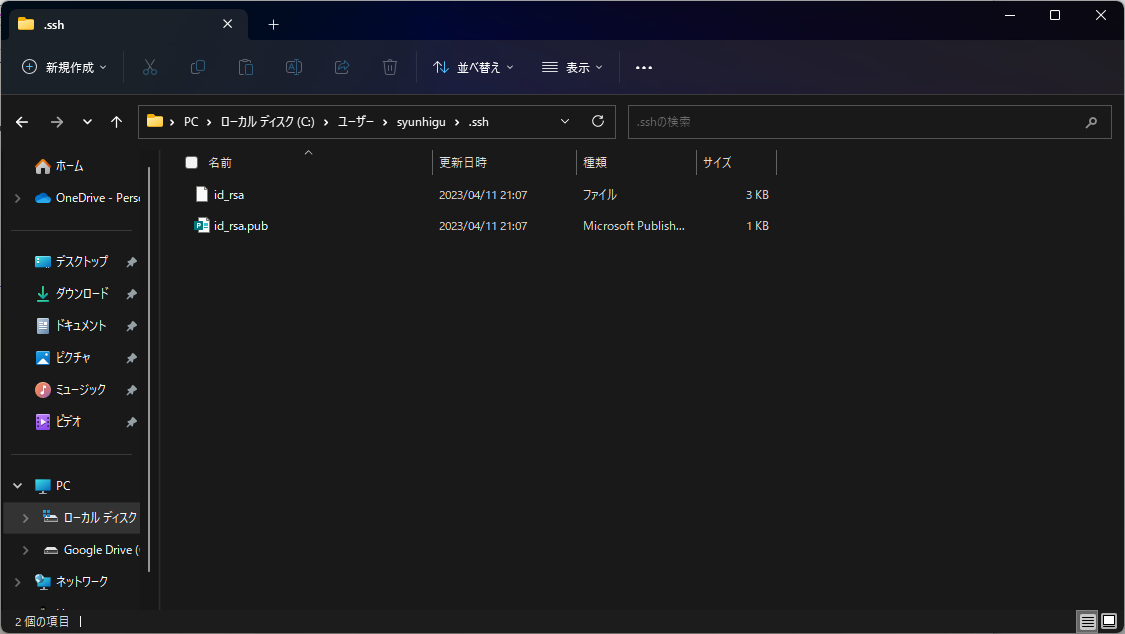 .ssh
新規作成
並べ替え
表示
PC
ローカル ディスク (C:)
ユーザー
syunhigu
.ssh
.sshの検索
名前
更新日時
種類
サイズ
id_rsa
2023/04/11 21:07
ファイル
3 KB
id_rsa.pub
2023/04/11 21:07
Microsoft Publish...
1 KB
ホーム
OneDrive - Perso
デスクトップ
ダウンロード
ドキュメント
ピクチャ
ミュージック
ビデオ
PC
ローカル ディスク
Google Drive (
ネットワーク
2 個の項目